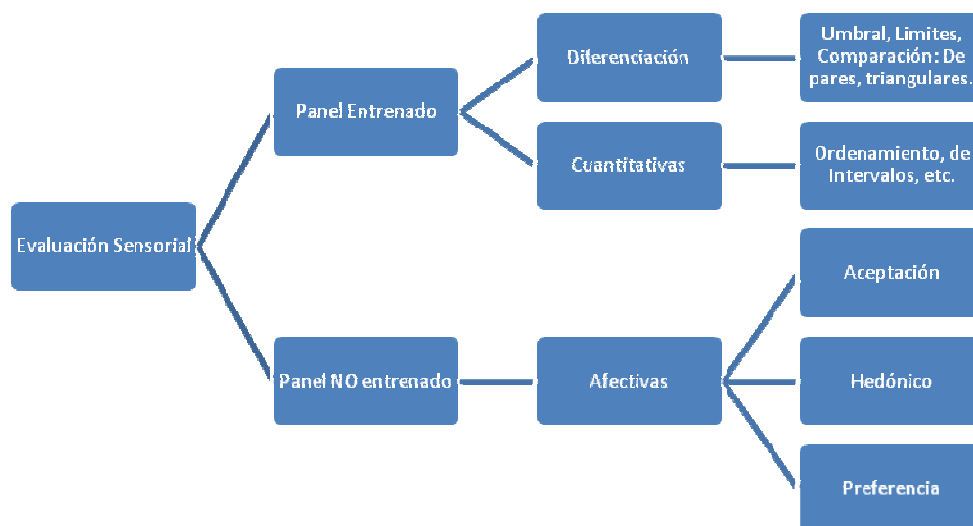 Evaluación Sensorial
Panel Entrenado
Diferenciación
Umbral, Limites,
Comparación: De
pares, triangulares.
Cuantitativas
Ordenamiento, de
Intervalos, etc.
Panel NO entrenado
Afectivas
Aceptación
Hedónico
Preferencia